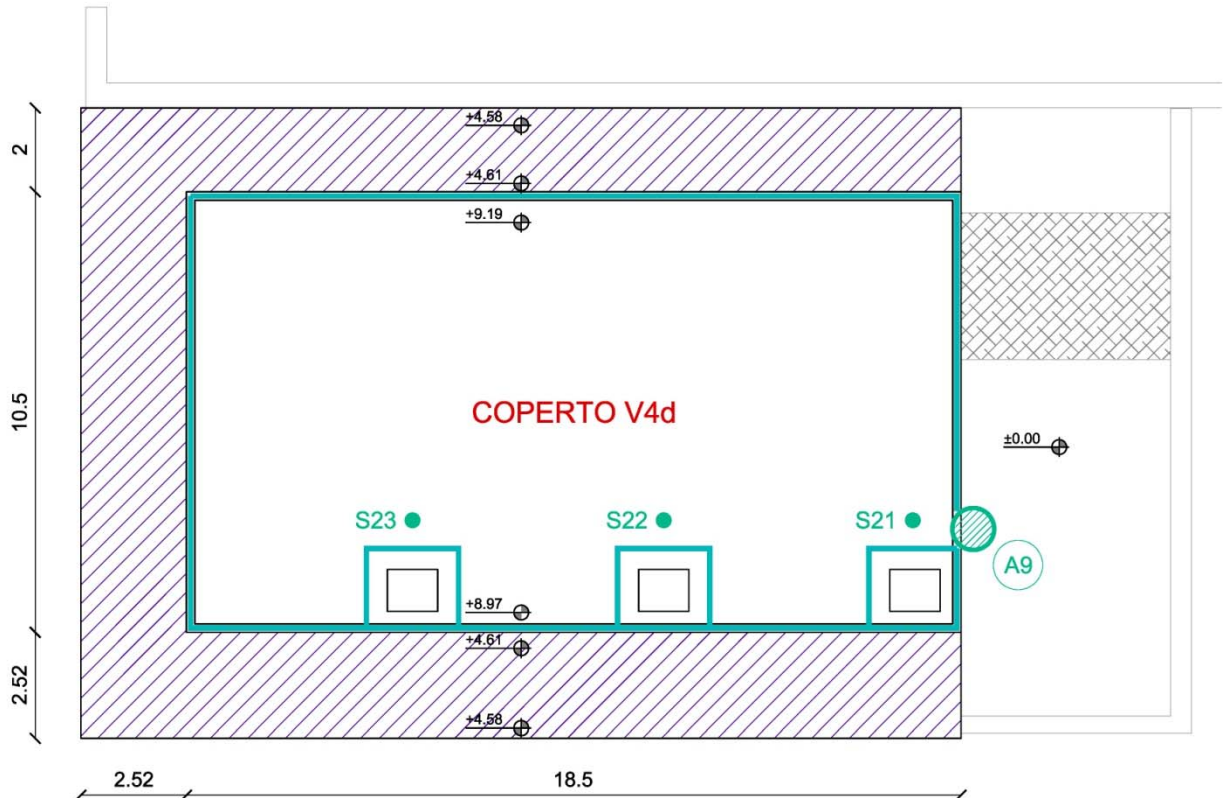 +4.58
2
+4.61
+9.19
10.5
COPERTO V4d
±0.00
S23
S22
S21
A9
+8.97
+4.61
2.52
+4.58
2.52
18.5